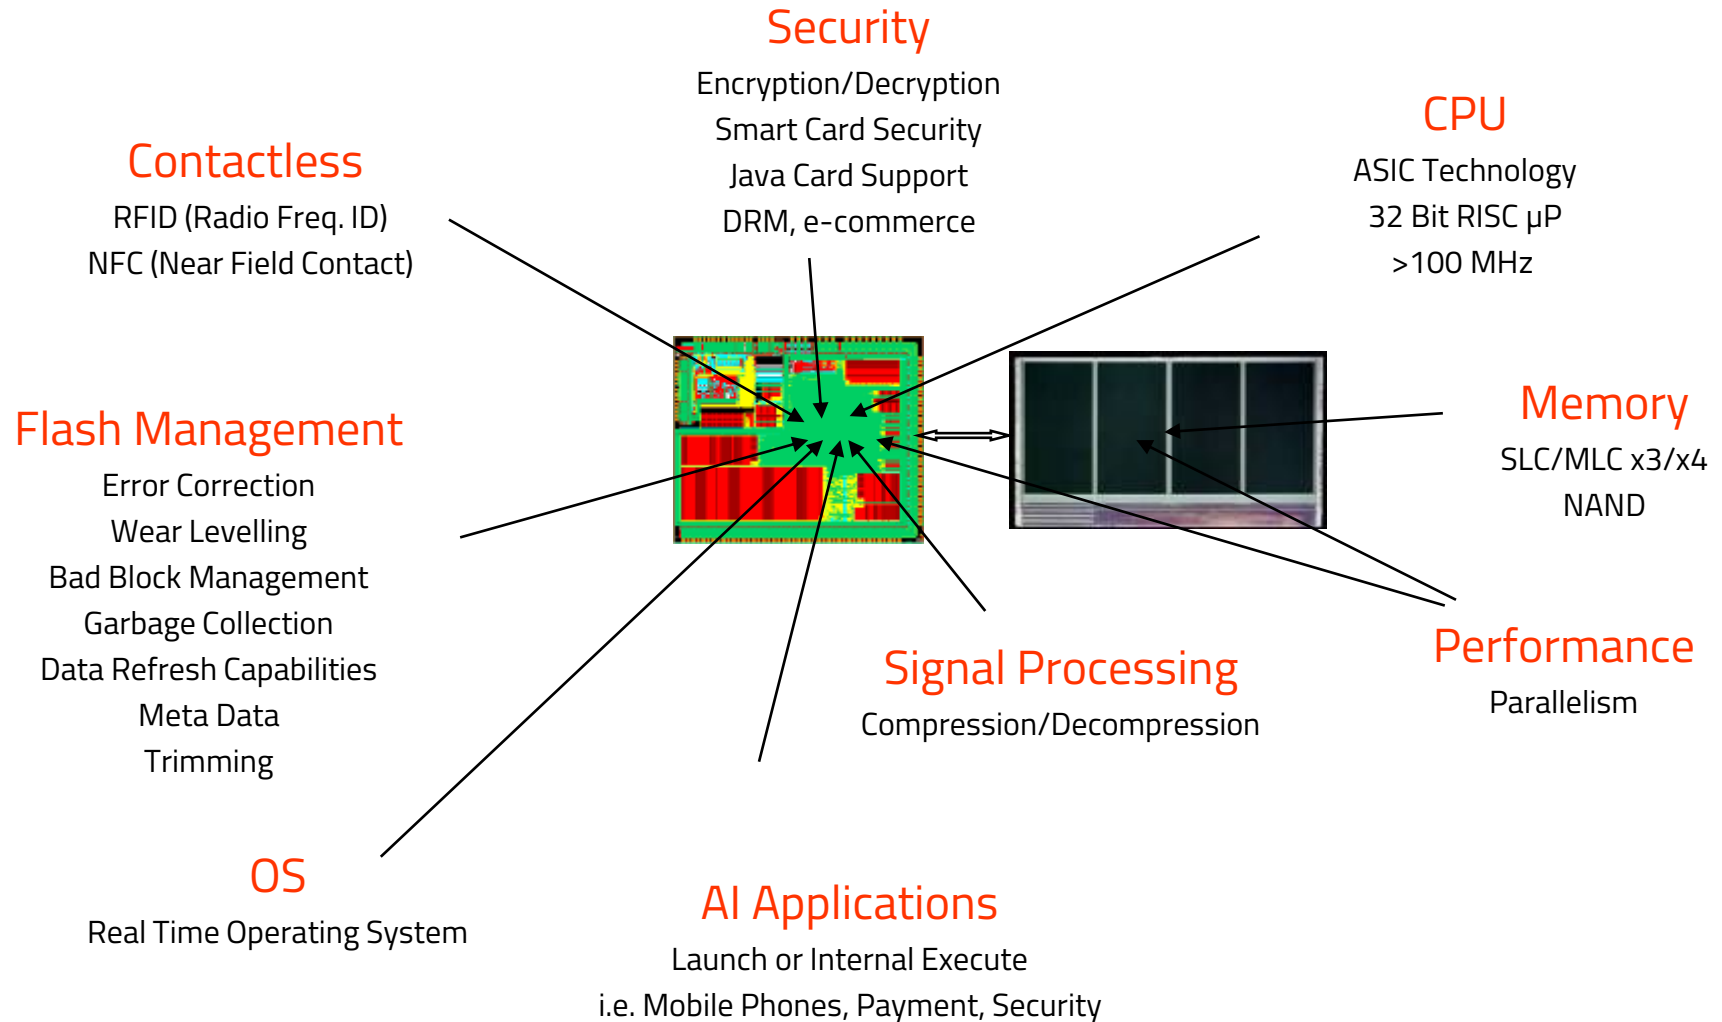 Security
Encryption/Decryption
Smart Card Security
Java Card Support
DRM, e-commerce
CPU
ASIC Technology
32 Bit RISC µP
>100 MHz
Contactless
RFID (Radio Freq. ID)
NFC (Near Field Contact)
Flash Management
Error Correction
Wear Levelling
Bad Block Management
Garbage Collection
Data Refresh Capabilities
Meta Data
Trimming
Memory
SLC/MLC x3/x4
NAND
Signal Processing
Compression/Decompression
Performance
Parallelism
OS
Real Time Operating System
AI Applications
Launch or Internal Execute
i.e. Mobile Phones, Payment, Security